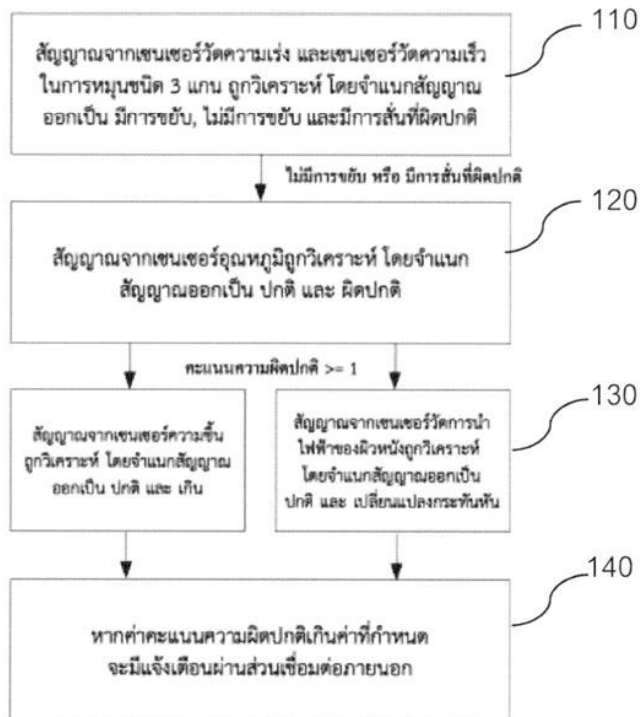 110
สัญญาณจากเซนเซอร์วัดความเร่ง และเซนเซอร์วัดความเร็ว
ในการหมุนชนิด 3 แกน ถูกวิเคราะห์ โดยจำแนกสัญญาณ
ออกเป็น มีการขยับ, ไม่มีการขยับ และมีการสั่นที่ผิดปกติ
ไม่มีการขยับ หรือ มีการสั่นที่ผิดปกติ
120
สัญญาณจากเซนเซอร์อุณหภูมิถูกวิเคราะห์ โดยจำแนก
สัญญาณออกเป็น ปกติ และ ผิดปกติ
คะแนนความผิดปกติ >= 1
130
สัญญาณจากเซนเซอร์ความชื้น
ถูกวิเคราะห์ โดยจำแนกสัญญาณ
ออกเป็น ปกติ และ เกิน
สัญญาณจากเซนเซอร์วัดการนำ
ไฟฟ้าของผิวหนังถูกวิเคราะห์
โดยจำแนกสัญญาณออกเป็น
ปกติ และ เปลี่ยนแปลงกระทันหัน
140
หากค่าคะแนนความผิดปกติเกินค่าที่กำหนด
จะมีแจ้งเตือนผ่านส่วนเชื่อมต่อภายนอก